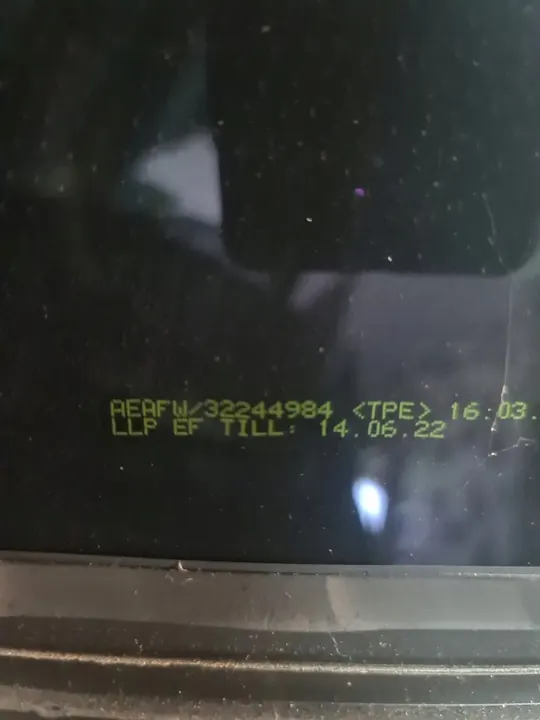 AEAFW/32244984 <TPE> 16.03.
LLP EF TILL: 14.06.22